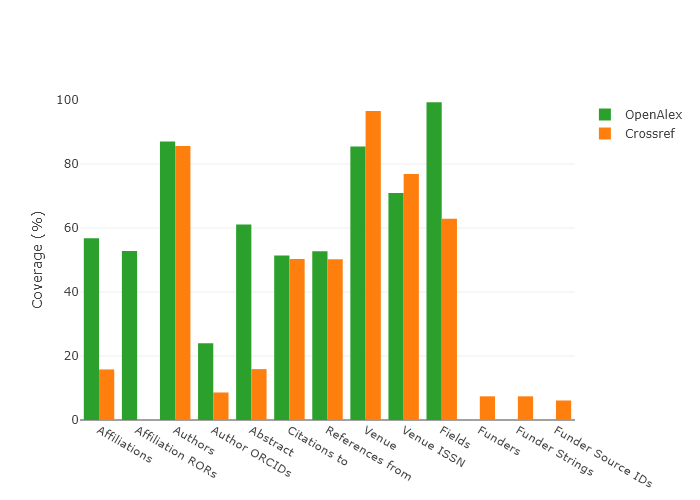 100
80
60
40
20
0
Coverage (%)
OpenAlex
Crossref
Affiliations
Affiliation RORs
Authors
Author ORCIDs
Abstract
Citations to
References from
Venue
Venue ISSN
Fields
Funders
Funder Strings
Funder Source IDs